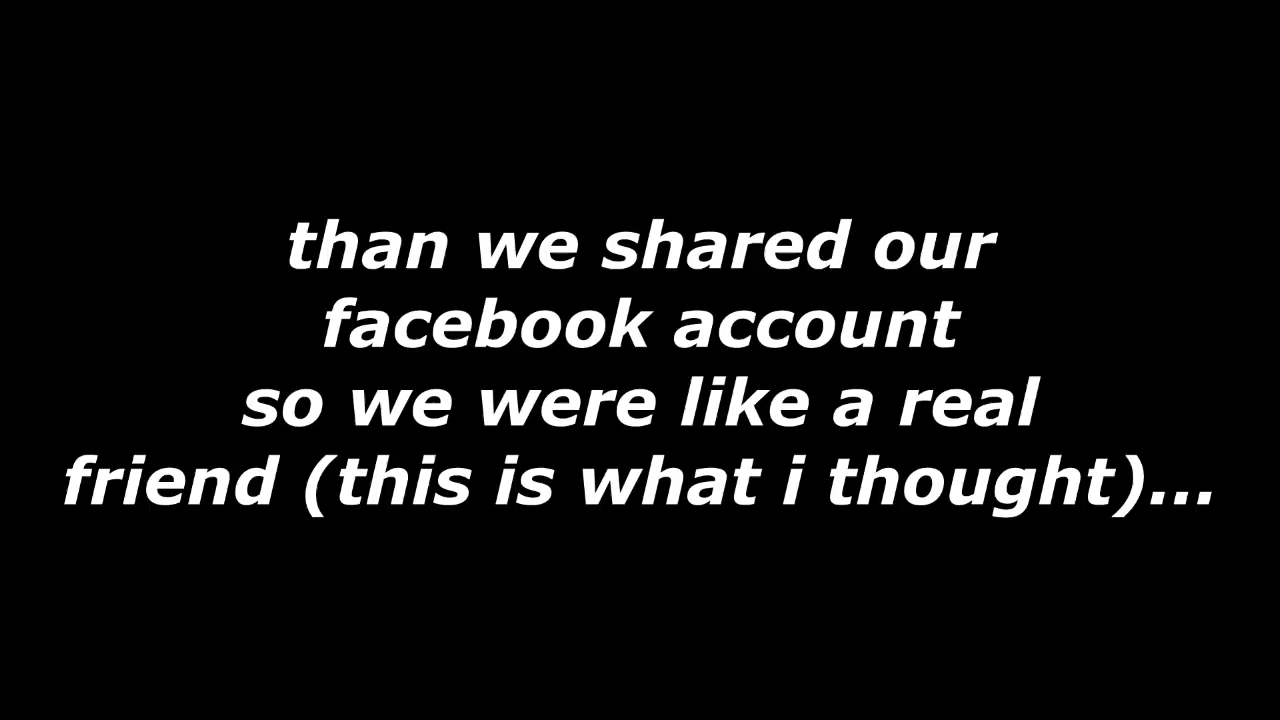 than we shared our
facebook account
so we were like a real
friend (this is what i thought)...